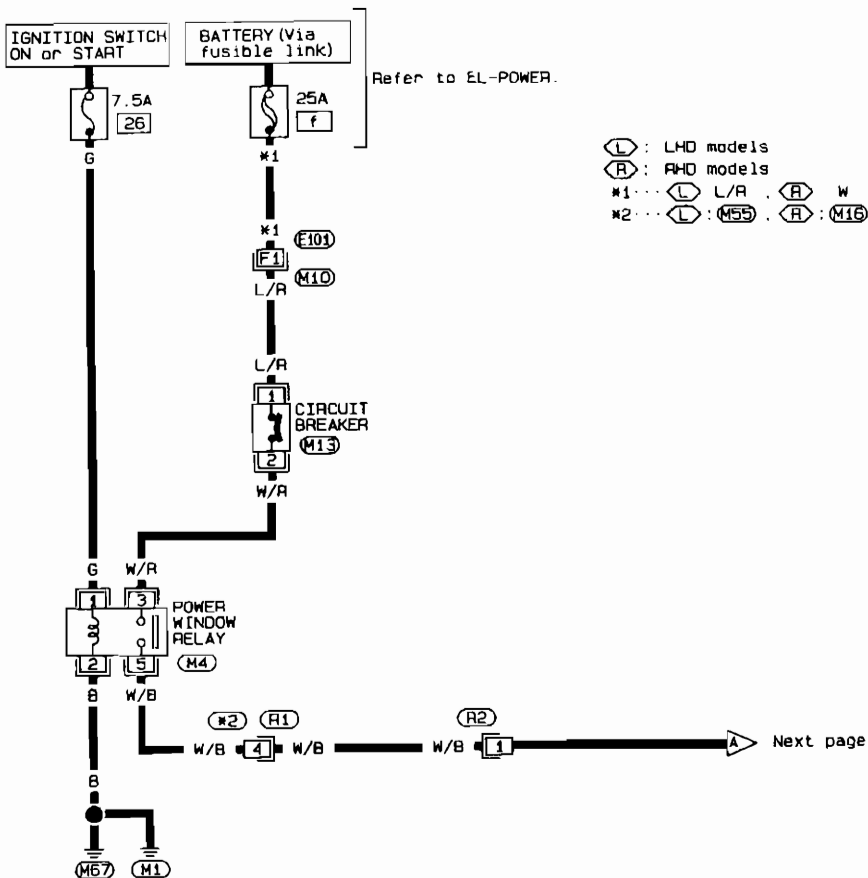 IGNITION SWITCH
ON or START
BATTERY (Via
fusible link)
Refer to EL-POWER.
7.5A
26
25A
f
G
*1
L : LHD models
R : RHD models
*1 ··· L L/R , R W
*2 ··· L : M55 , R : M16
*1
E101
F1
M10
L/R
L/R
1
CIRCUIT
BREAKER
M13
2
W/R
G
W/R
1
3
POWER
WINDOW
RELAY
2
5
M4
B
W/B
*2
R1
R2
W/B
4
W/B
W/B
1
A
Next page
B
M67
M1